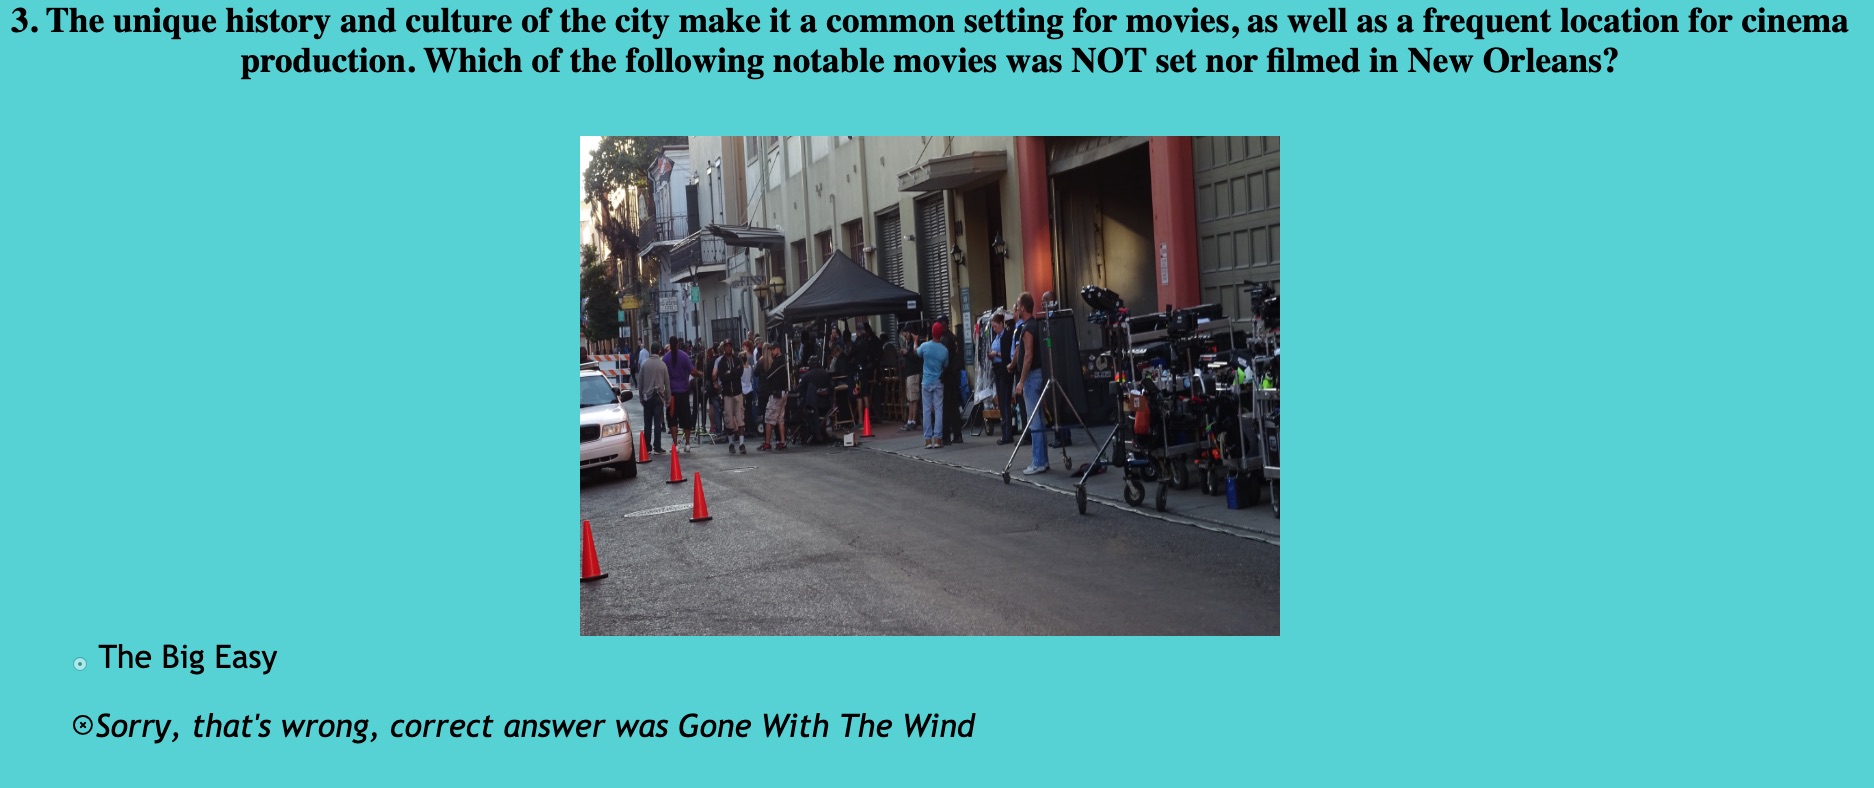 3. The unique history and culture of the city make it a common setting for movies, as well as a frequent location for cinema
production. Which of the following notable movies was NOT set nor filmed in New Orleans?
The Big Easy
Sorry, that's wrong, correct answer was Gone With The Wind